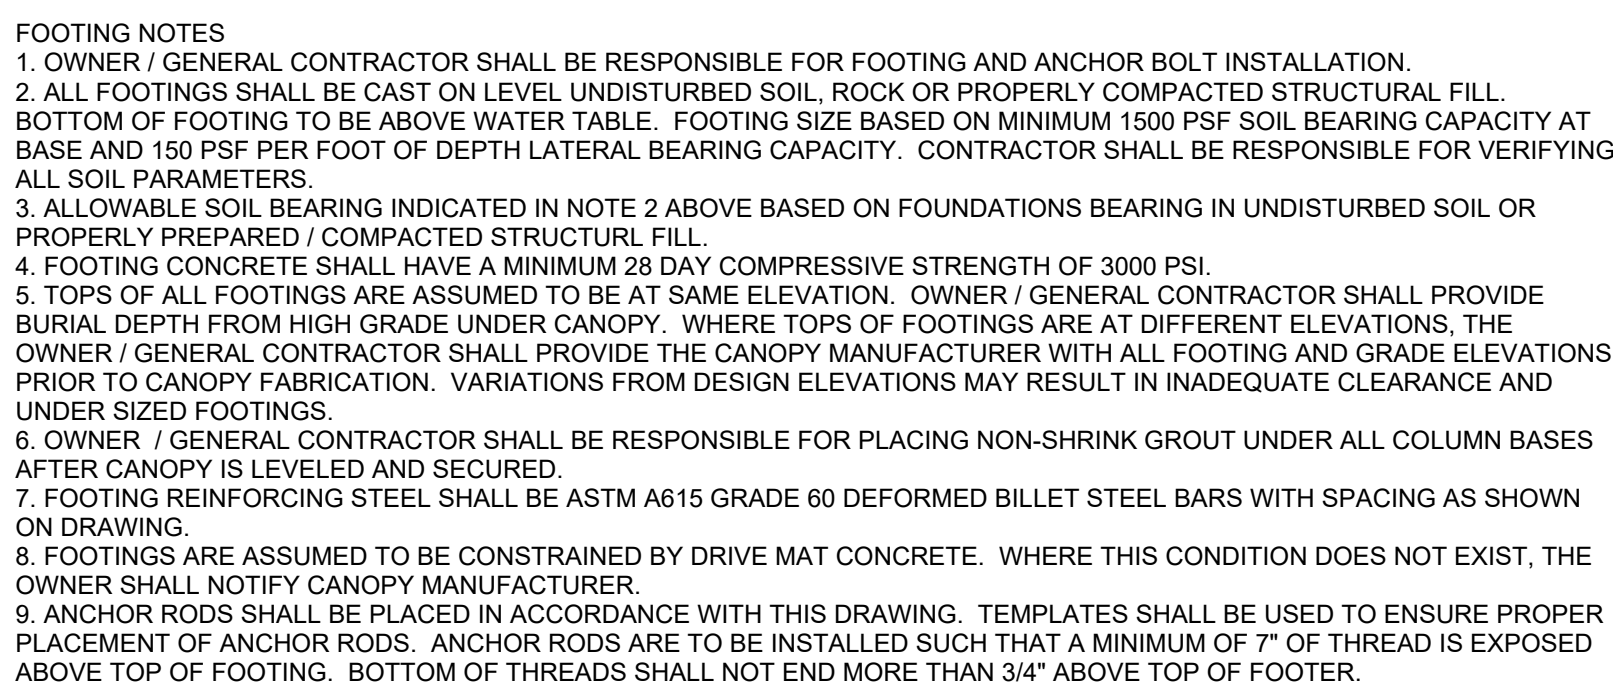 FOOTING NOTES
1. OWNER / GENERAL CONTRACTOR SHALL BE RESPONSIBLE FOR FOOTING AND ANCHOR BOLT INSTALLATION.
2. ALL FOOTINGS SHALL BE CAST ON LEVEL UNDISTURBED SOIL, ROCK OR PROPERLY COMPACTED STRUCTURAL FILL.
BOTTOM OF FOOTING TO BE ABOVE WATER TABLE.  FOOTING SIZE BASED ON MINIMUM 1500 PSF SOIL BEARING CAPACITY AT
BASE AND 150 PSF PER FOOT OF DEPTH LATERAL BEARING CAPACITY.  CONTRACTOR SHALL BE RESPONSIBLE FOR VERIFYING
ALL SOIL PARAMETERS.
3. ALLOWABLE SOIL BEARING INDICATED IN NOTE 2 ABOVE BASED ON FOUNDATIONS BEARING IN UNDISTURBED SOIL OR
PROPERLY PREPARED / COMPACTED STRUCTURL FILL.
4. FOOTING CONCRETE SHALL HAVE A MINIMUM 28 DAY COMPRESSIVE STRENGTH OF 3000 PSI.
5. TOPS OF ALL FOOTINGS ARE ASSUMED TO BE AT SAME ELEVATION.  OWNER / GENERAL CONTRACTOR SHALL PROVIDE
BURIAL DEPTH FROM HIGH GRADE UNDER CANOPY.  WHERE TOPS OF FOOTINGS ARE AT DIFFERENT ELEVATIONS, THE
OWNER / GENERAL CONTRACTOR SHALL PROVIDE THE CANOPY MANUFACTURER WITH ALL FOOTING AND GRADE ELEVATIONS
PRIOR TO CANOPY FABRICATION.  VARIATIONS FROM DESIGN ELEVATIONS MAY RESULT IN INADEQUATE CLEARANCE AND
UNDER SIZED FOOTINGS.
6. OWNER  / GENERAL CONTRACTOR SHALL BE RESPONSIBLE FOR PLACING NON-SHRINK GROUT UNDER ALL COLUMN BASES
AFTER CANOPY IS LEVELED AND SECURED.
7. FOOTING REINFORCING STEEL SHALL BE ASTM A615 GRADE 60 DEFORMED BILLET STEEL BARS WITH SPACING AS SHOWN
ON DRAWING.
8. FOOTINGS ARE ASSUMED TO BE CONSTRAINED BY DRIVE MAT CONCRETE.  WHERE THIS CONDITION DOES NOT EXIST, THE
OWNER SHALL NOTIFY CANOPY MANUFACTURER.
9. ANCHOR RODS SHALL BE PLACED IN ACCORDANCE WITH THIS DRAWING.  TEMPLATES SHALL BE USED TO ENSURE PROPER
PLACEMENT OF ANCHOR RODS.  ANCHOR RODS ARE TO BE INSTALLED SUCH THAT A MINIMUM OF 7" OF THREAD IS EXPOSED
ABOVE TOP OF FOOTING.  BOTTOM OF THREADS SHALL NOT END MORE THAN 3/4" ABOVE TOP OF FOOTER.